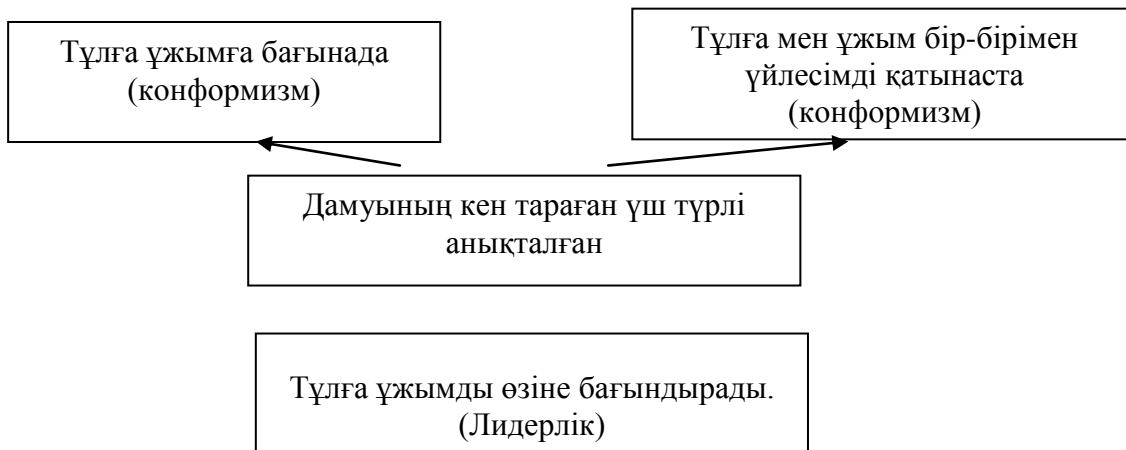 Тұлға ұжымға бағынада
(конформизм)
Тұлға мен ұжым бір-бірімен
үйлесімді қатынаста
(конформизм)
Дамуының кен тараған үш түрлі
анықталған
Тұлға ұжымды өзіне бағындырады.
(Лидерлік)